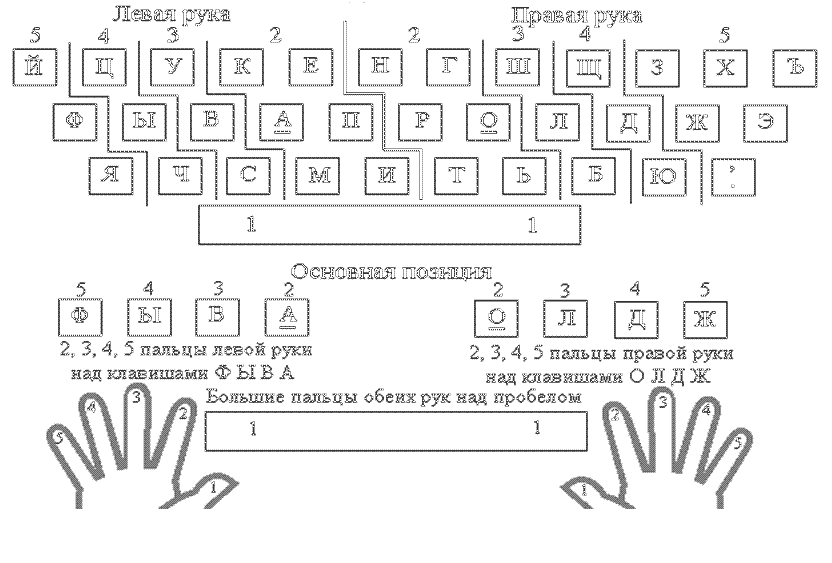 Левая рука Правая рука
5 4 3 2 2 3 4 5
Й Ц У К Е Н Г Ш Щ З Х Ъ
Ф Ы В А П Р О Л Д Ж Э
Я Ч С М И Т Ь Б Ю , .
1 1
Основная позиция
5 4 3 2 2 3 4 5
Ф Ы В А О Л Д Ж
2, 3, 4, 5 пальцы левой руки
над клавишами Ф Ы В А
2, 3, 4, 5 пальцы правой руки
над клавишами О Л Д Ж
Большие пальцы обеих рук над пробелом
5 4 3 2 1
1 1
1 2 3 4 5